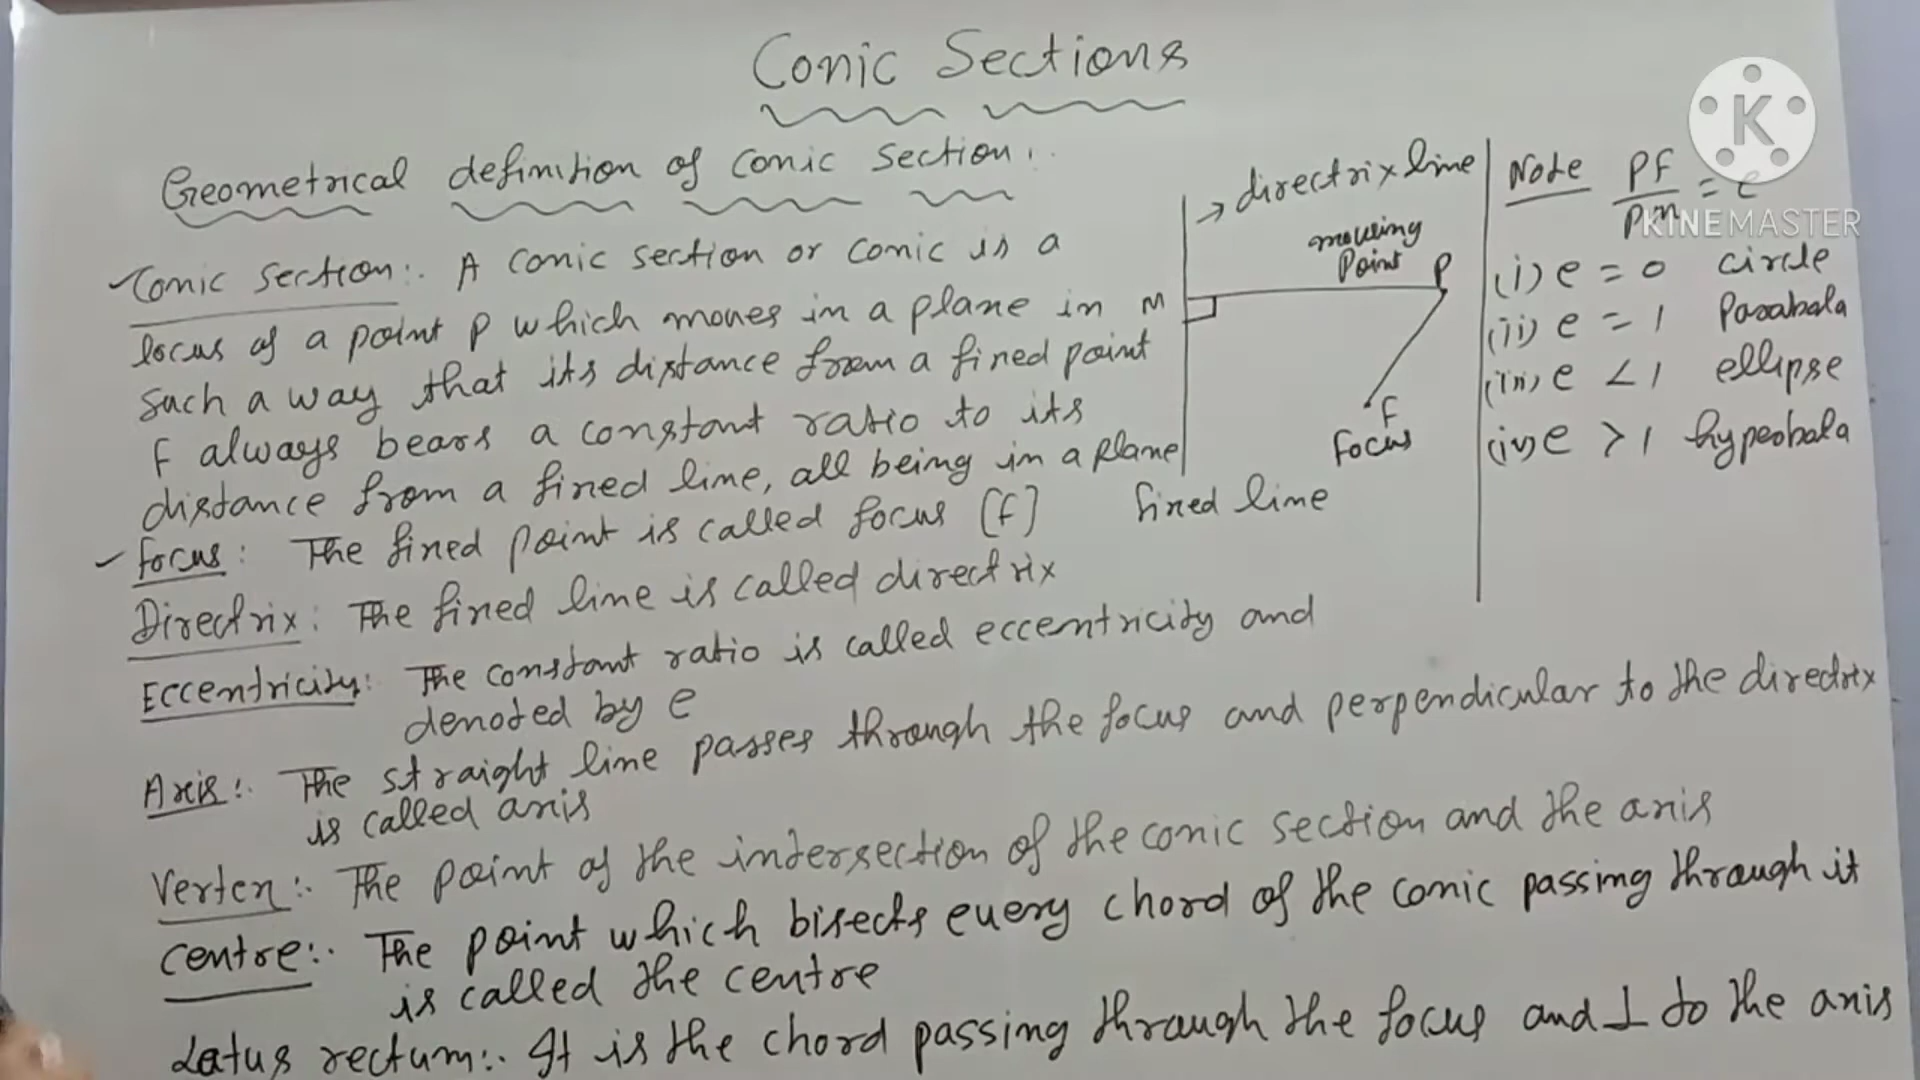 Conic Sections
Geometrical definition of Conic Section:
Conic Section: A Conic section or Conic is a
locus of a point P which moves in a plane in
such a way that its distance from a fixed point
F always bears a constant ratio to its
distance from a fixed line, all being in a plane
Focus: The fixed point is called focus (F)
Directrix: The fixed line is called directrix
Eccentricity: The constant ratio is called eccentricity and
denoted by e
Axis: The straight line passes through the focus and perpendicular to the directrix
is called axis
Vertex: The point of the intersection of the conic section and the axis
Centre: The point which bisects every chord of the conic passing through it
is called the centre
Latus rectum: It is the chord passing through the focus and ⊥ to the axis
→ directrix line
moving
Point P
M
F
Focus
fixed line
Note PF/PM = e
(i) e = 0 circle
(ii) e = 1 Parabala
(iii) e < 1 ellipse
(iv) e > 1 hyperbala
K
KINEMASTER